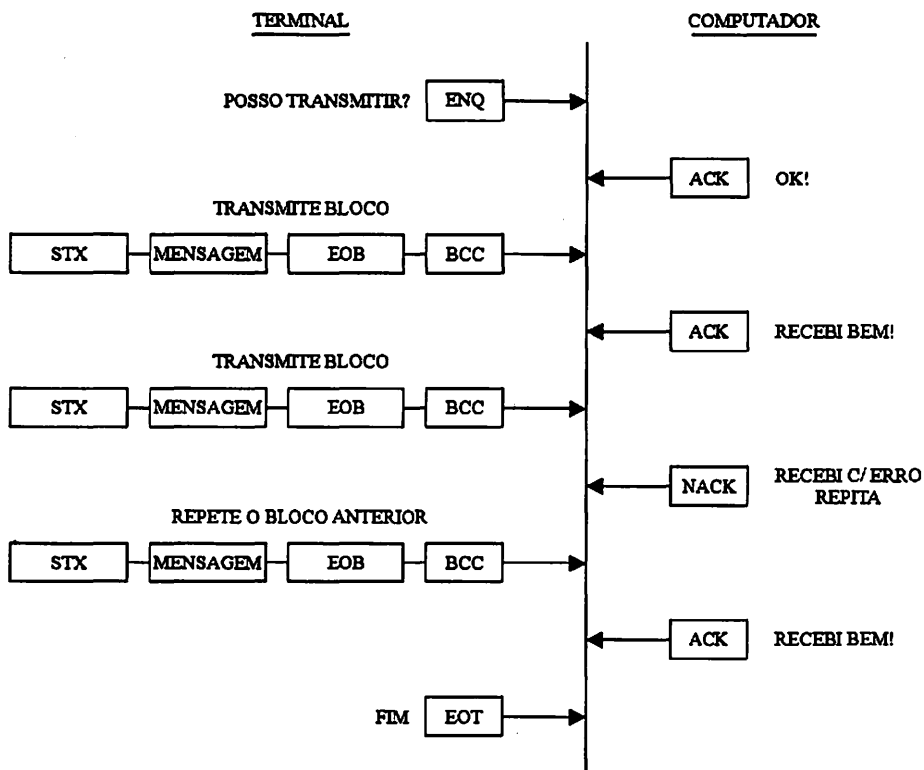 TERMINAL
COMPUTADOR
POSSO TRANSMITIR?
ENQ
ACK
OK!
TRANSMITE BLOCO
STX
MENSAGEM
EOB
BCC
ACK
RECEBI BEM!
TRANSMITE BLOCO
STX
MENSAGEM
EOB
BCC
NACK
RECEBI C/ ERRO
REPITA
REPETE O BLOCO ANTERIOR
STX
MENSAGEM
EOB
BCC
ACK
RECEBI BEM!
FIM
EOT